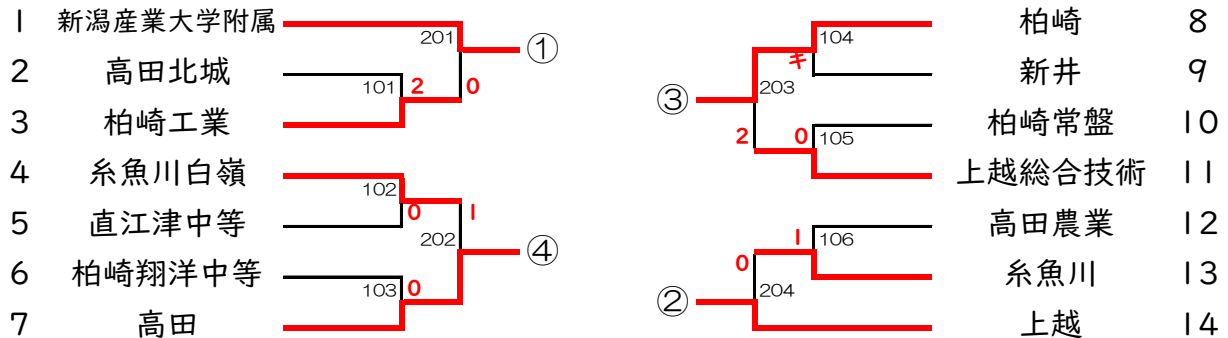 1 新潟産業大学附属
201
①
2 高田北城
101 2 0
3 柏崎工業
4 糸魚川白嶺
102
0 1
5 直江津中等
202
④
6 柏崎翔洋中等
103 0
7 高田
柏崎 8
104
キ
新井 9
203
③
柏崎常盤 10
2 0 105
上越総合技術 11
高田農業 12
1 106
0
糸魚川 13
204
②
上越 14